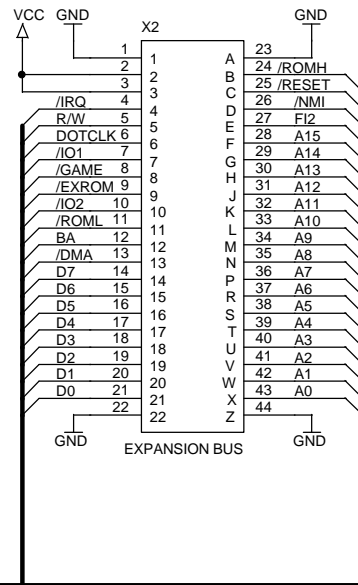 VCC GND GND
X2
1 1 A 23
2 2 B 24 /ROMH
3 3 C 25 /RESET
/IRQ 4 4 D 26 /NMI
R/W 5 5 E 27 FI2
DOTCLK 6 6 F 28 A15
/IO1 7 7 G 29 A14
/GAME 8 8 H 30 A13
/EXROM 9 9 J 31 A12
/IO2 10 10 K 32 A11
/ROML 11 11 L 33 A10
BA 12 12 M 34 A9
/DMA 13 13 N 35 A8
D7 14 14 P 36 A7
D6 15 15 R 37 A6
D5 16 16 S 38 A5
D4 17 17 T 39 A4
D3 18 18 U 40 A3
D2 19 19 V 41 A2
D1 20 20 W 42 A1
D0 21 21 X 43 A0
22 22 Z 44
GND GND
EXPANSION BUS